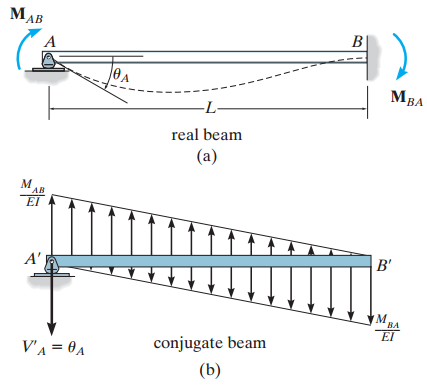 M_AB
A
B
θ_A
M_BA
L
real beam
(a)
M_AB
EI
A'
B'
M_BA
EI
V'_A = θ_A
conjugate beam
(b)